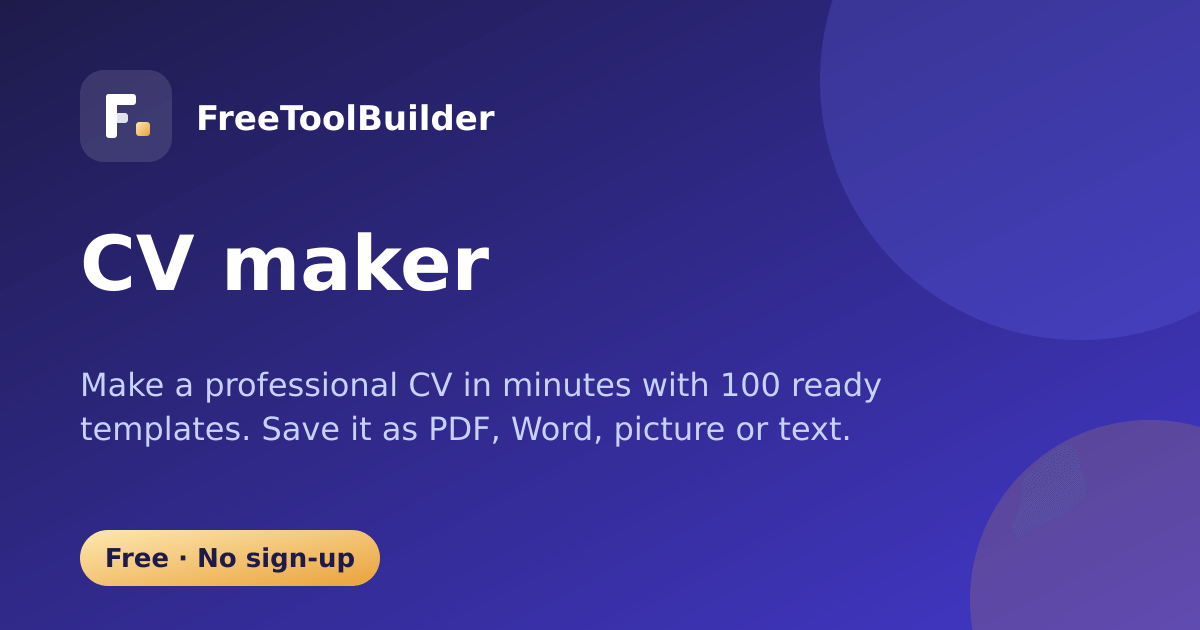 F.
FreeToolBuilder
CV maker
Make a professional CV in minutes with 100 ready
templates. Save it as PDF, Word, picture or text.
Free · No sign-up